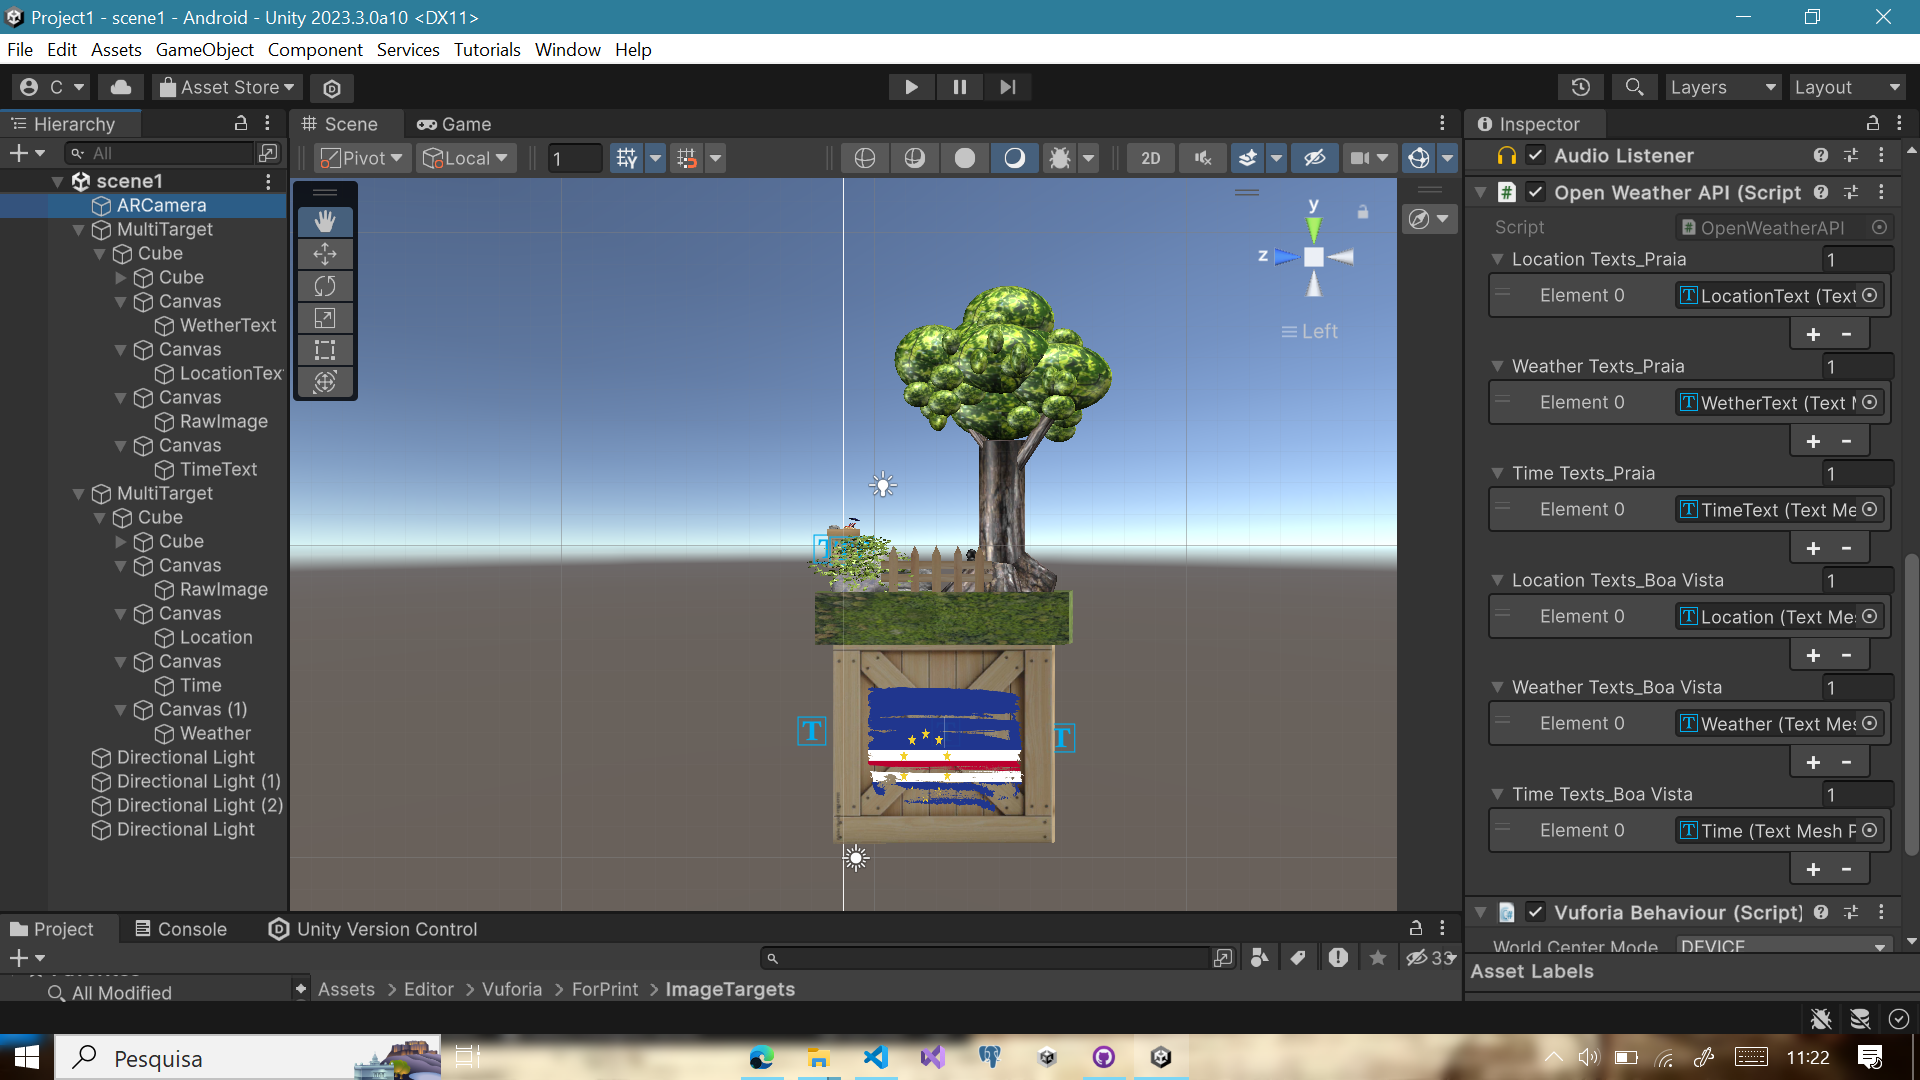 Project1 - scene1 - Android - Unity 2023.3.0a10 <DX11>
File Edit Assets GameObject Component Services Tutorials Window Help
C Asset Store Layers Layout
Hierarchy
All
scene1
ARCamera
MultiTarget
Cube
Cube
Canvas
WetherText
Canvas
LocationTex
Canvas
RawImage
Canvas
TimeText
MultiTarget
Cube
Cube
Canvas
RawImage
Canvas
Location
Canvas
Time
Canvas (1)
Weather
Directional Light
Directional Light (1)
Directional Light (2)
Directional Light
Scene Game
Pivot Local 1 2D
y
z
Left
T
T
T
Inspector
Audio Listener
Open Weather API (Script
Script OpenWeatherAPI
Location Texts_Praia 1
Element 0 LocationText (Text
Weather Texts_Praia 1
Element 0 WetherText (Text M
Time Texts_Praia 1
Element 0 TimeText (Text Me
Location Texts_Boa Vista 1
Element 0 Location (Text Mes
Weather Texts_Boa Vista 1
Element 0 Weather (Text Mes
Time Texts_Boa Vista 1
Element 0 Time (Text Mesh P
Vuforia Behaviour (Script)
World Center Mode DEVICE
Asset Labels
Project Console Unity Version Control
33
Favorites
All Modified
Assets > Editor > Vuforia > ForPrint > ImageTargets
Pesquisa
11:22